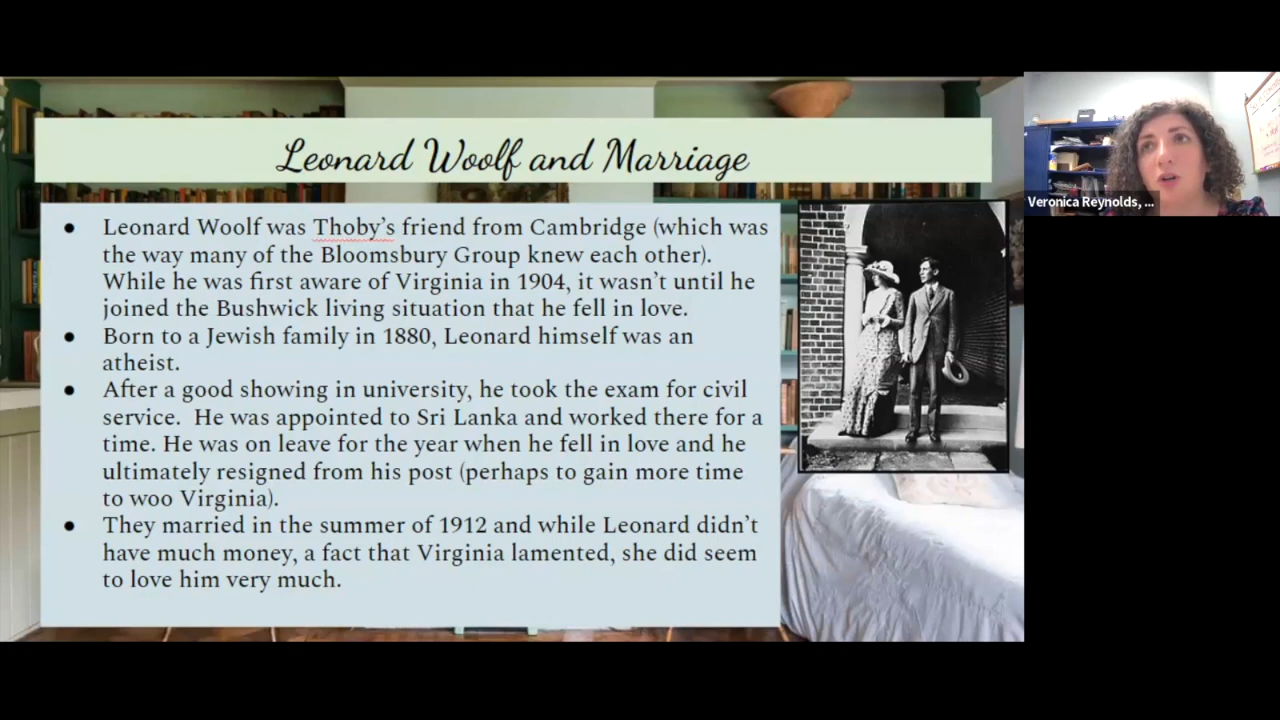 Leonard Woolf and Marriage
● Leonard Woolf was Thoby’s friend from Cambridge (which was
the way many of the Bloomsbury Group knew each other).
While he was first aware of Virginia in 1904, it wasn’t until he
joined the Bushwick living situation that he fell in love.
● Born to a Jewish family in 1880, Leonard himself was an
atheist.
● After a good showing in university, he took the exam for civil
service.  He was appointed to Sri Lanka and worked there for a
time. He was on leave for the year when he fell in love and he
ultimately resigned from his post (perhaps to gain more time
to woo Virginia).
● They married in the summer of 1912 and while Leonard didn’t
have much money, a fact that Virginia lamented, she did seem
to love him very much.
Veronica Reynolds, ...